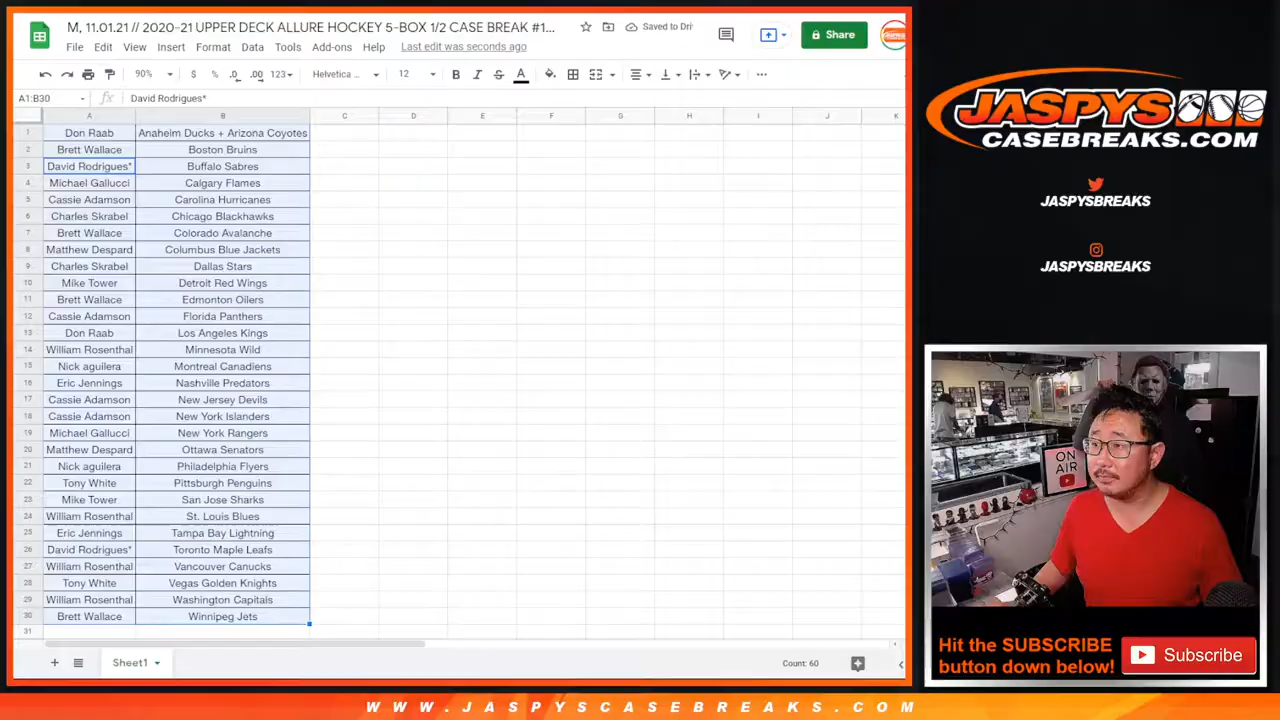 M, 11.01.21 // 2020-21 UPPER DECK ALLURE HOCKEY 5-BOX 1/2 CASE BREAK #1...
Saved to Dri
Share
File Edit View Insert Format Data Tools Add-ons Help Last edit was seconds ago
90% $ % .0 .00 123 Helvetica ... 12 B I S A
A1:B30 fx David Rodrigues*
A B C D E F G H I J K
1 Don Raab Anaheim Ducks + Arizona Coyotes
2 Brett Wallace Boston Bruins
3 David Rodrigues* Buffalo Sabres
4 Michael Gallucci Calgary Flames
5 Cassie Adamson Carolina Hurricanes
6 Charles Skrabel Chicago Blackhawks
7 Brett Wallace Colorado Avalanche
8 Matthew Despard Columbus Blue Jackets
9 Charles Skrabel Dallas Stars
10 Mike Tower Detroit Red Wings
11 Brett Wallace Edmonton Oilers
12 Cassie Adamson Florida Panthers
13 Don Raab Los Angeles Kings
14 William Rosenthal Minnesota Wild
15 Nick aguilera Montreal Canadiens
16 Eric Jennings Nashville Predators
17 Cassie Adamson New Jersey Devils
18 Cassie Adamson New York Islanders
19 Michael Gallucci New York Rangers
20 Matthew Despard Ottawa Senators
21 Nick aguilera Philadelphia Flyers
22 Tony White Pittsburgh Penguins
23 Mike Tower San Jose Sharks
24 William Rosenthal St. Louis Blues
25 Eric Jennings Tampa Bay Lightning
26 David Rodrigues* Toronto Maple Leafs
27 William Rosenthal Vancouver Canucks
28 Tony White Vegas Golden Knights
29 William Rosenthal Washington Capitals
30 Brett Wallace Winnipeg Jets
31
Sheet1 Count: 60
JASPYS
CASEBREAKS.COM
JASPYSBREAKS
JASPYSBREAKS
ON
AIR
Hit the SUBSCRIBE
button down below!
Subscribe
WWW.JASPYSCASEBREAKS.COM